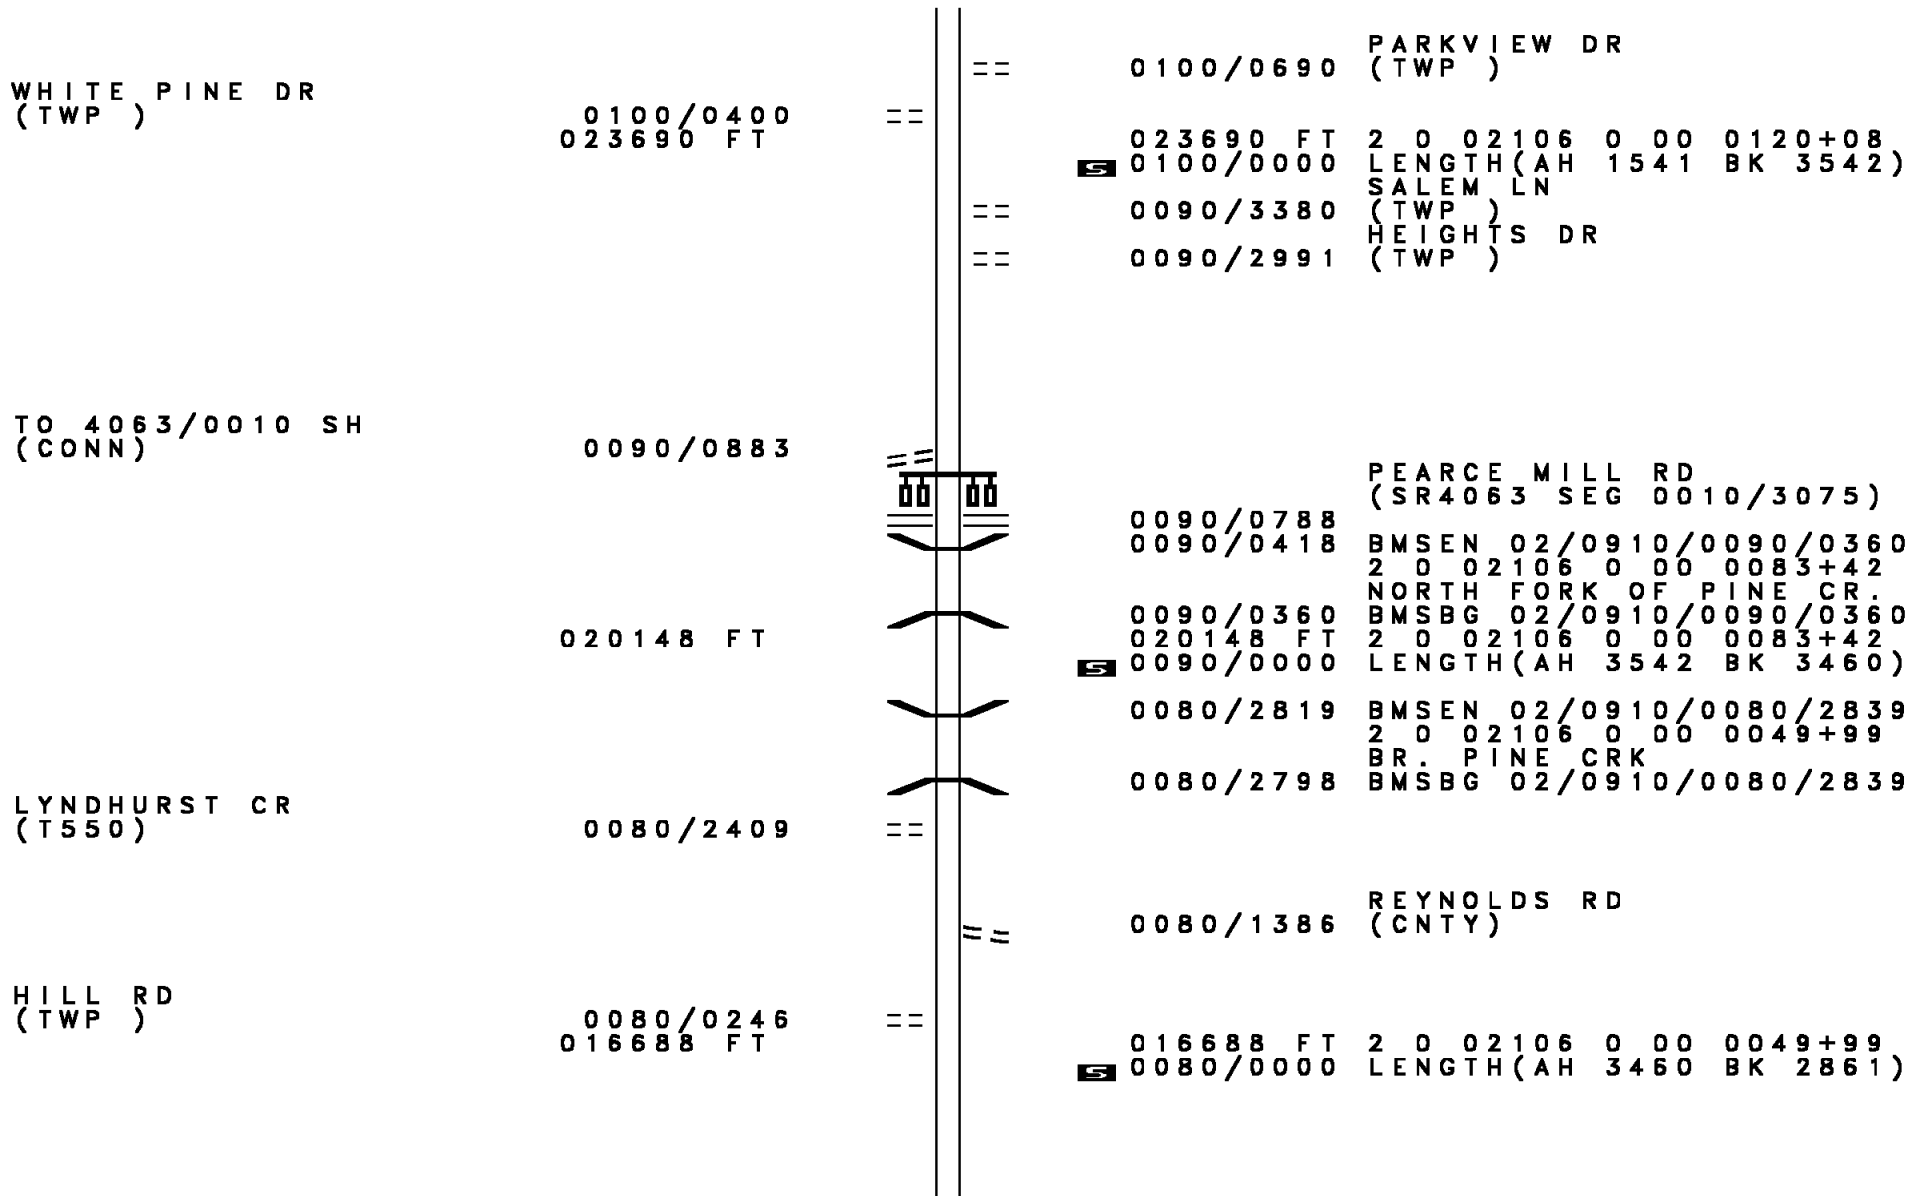 PARKVIEW DR
0100/0690 (TWP )
WHITE PINE DR
(TWP ) 0100/0400
023690 FT
023690 FT 2 0 02106 0 00 0120+08
S 0100/0000 LENGTH(AH 1541 BK 3542)
SALEM LN
0090/3380 (TWP )
HEIGHTS DR
0090/2991 (TWP )
TO 4063/0010 SH
(CONN) 0090/0883
PEARCE MILL RD
(SR4063 SEG 0010/3075)
0090/0788
0090/0418 BMSEN 02/0910/0090/0360
2 0 02106 0 00 0083+42
NORTH FORK OF PINE CR.
0090/0360 BMSBG 02/0910/0090/0360
020148 FT 020148 FT 2 0 02106 0 00 0083+42
S 0090/0000 LENGTH(AH 3542 BK 3460)
0080/2819 BMSEN 02/0910/0080/2839
2 0 02106 0 00 0049+99
BR. PINE CRK
0080/2798 BMSBG 02/0910/0080/2839
LYNDHURST CR
(T550) 0080/2409
REYNOLDS RD
0080/1386 (CNTY)
HILL RD
(TWP ) 0080/0246
016688 FT 016688 FT 2 0 02106 0 00 0049+99
S 0080/0000 LENGTH(AH 3460 BK 2861)